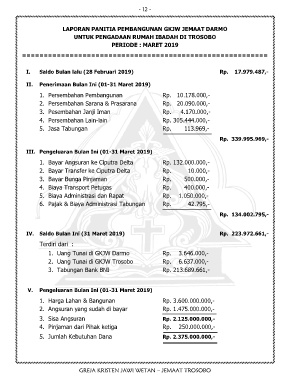 - 12 -
LAPORAN PANITIA PEMBANGUNAN GKJW JEMAAT DARMO
UNTUK PENGADAAN RUMAH IBADAH DI TROSOBO
PERIODE : MARET 2019
I. Saldo Bulan lalu (28 Februari 2019) Rp. 17.979.487,-
II. Penerimaan Bulan Ini (01-31 Maret 2019)
1. Persembahan Pembangunan Rp. 10.178.000,-
2. Persembahan Sarana & Prasarana Rp. 20.090.000,-
3. Persembahan Janji Iman Rp. 4.170.000,-
4. Persembahan Lain-lain Rp. 305.444.000,-
5. Jasa Tabungan Rp. 113.969,-
Rp. 339.995.969,-
III. Pengeluaran Bulan Ini (01-31 Maret 2019)
1. Bayar Angsuran ke Ciputra Delta Rp. 132.000.000,-
2. Bayar Transfer ke Ciputra Delta Rp. 10.000,-
3. Bayar Bunga Pinjaman Rp. 500.000,-
4. Biaya Transport Petugas Rp. 400.000,-
5. Biaya Administrasi dan Rapat Rp. 1.050.000,-
6. Pajak & Biaya Administrasi Tabungan Rp. 42.795,-
Rp. 134.002.795,-
IV. Saldo Bulan Ini (31 Maret 2019) Rp. 223.972.661,-
Terdiri dari :
1. Uang Tunai di GKJW Darmo Rp. 3.646.000,-
2. Uang Tunai di GKJW Trosobo Rp. 6.637.000,-
3. Tabungan Bank BNI Rp. 213.689.661,-
V. Pengeluaran Bulan Ini (01-31 Maret 2019)
1. Harga Lahan & Bangunan Rp. 3.600.000.000,-
2. Angsuran yang sudah di bayar Rp. 1.475.000.000,-
3. Sisa Angsuran Rp. 2.125.000.000,-
4. Pinjaman dari Pihak ketiga Rp. 250.000.000,-
5. Jumlah Kebutuhan Dana Rp. 2.375.000.000,-
GREJA KRISTEN JAWI WETAN – JEMAAT TROSOBO